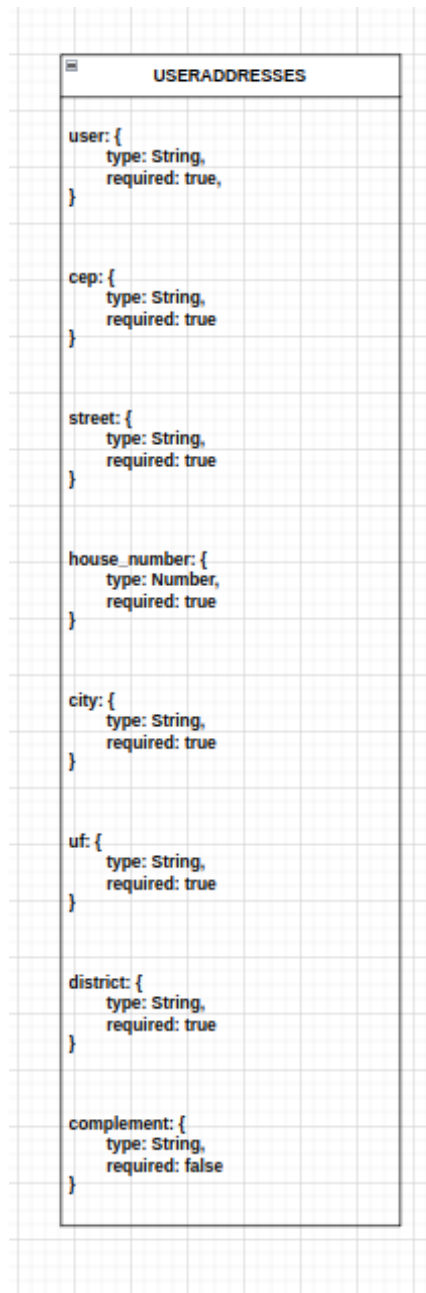 USERADDRESSES
user: {
type: String,
required: true,
}
cep: {
type: String,
required: true
}
street: {
type: String,
required: true
}
house_number: {
type: Number,
required: true
}
city: {
type: String,
required: true
}
uf: {
type: String,
required: true
}
district: {
type: String,
required: true
}
complement: {
type: String,
required: false
}